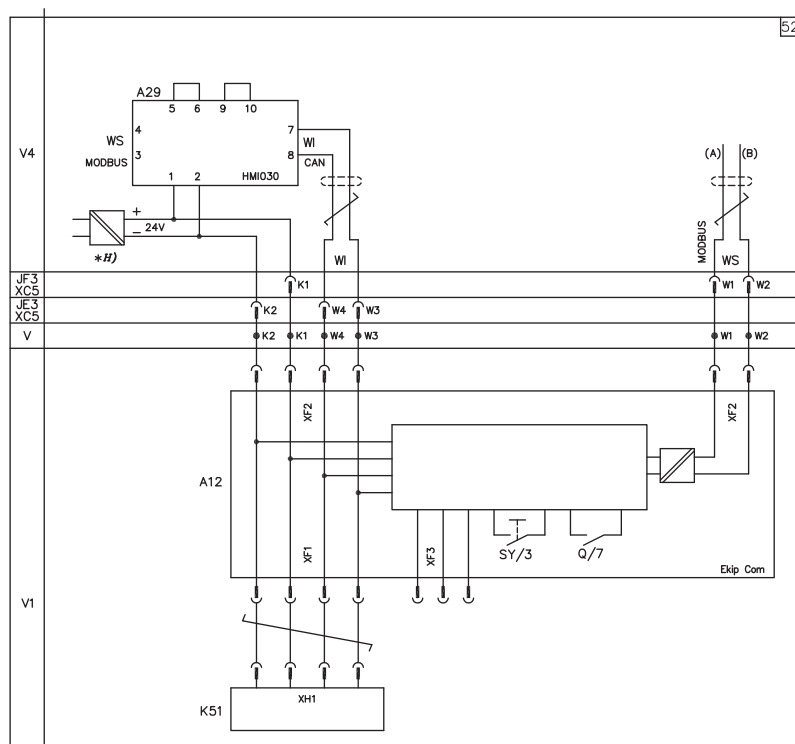 52
A29
5 6 9 10
4 7
WS WI
MODBUS 3 8 CAN
1 2 HMI030
V4
+
24V
−
*H)
WI
(A) (B)
MODBUS
WS
JF3
XC5
K1 W1 W2
JE3
XC5
K2 W4 W3
V
K2 K1 W4 W3 W1 W2
XF2 XF2
A12
XF1 XF3 SY/3 Q/7
Ekip Com
V1
XH1
K51